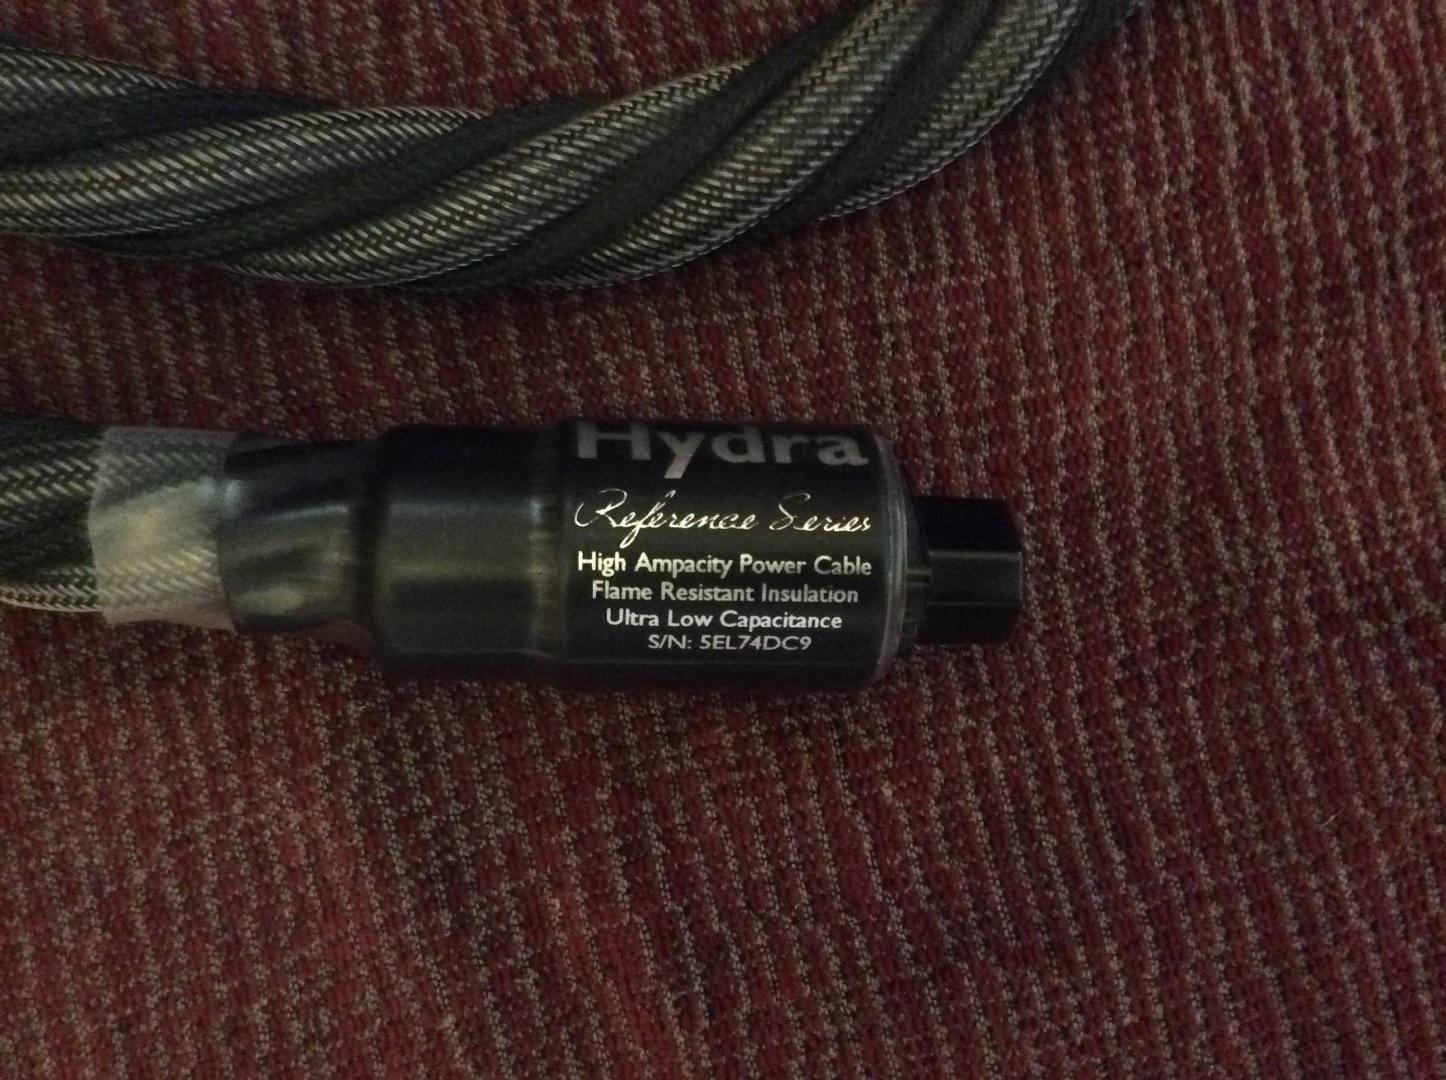 Hydra
Reference Series
High Ampacity Power Cable
Flame Resistant Insulation
Ultra Low Capacitance
S/N: 5EL74DC9